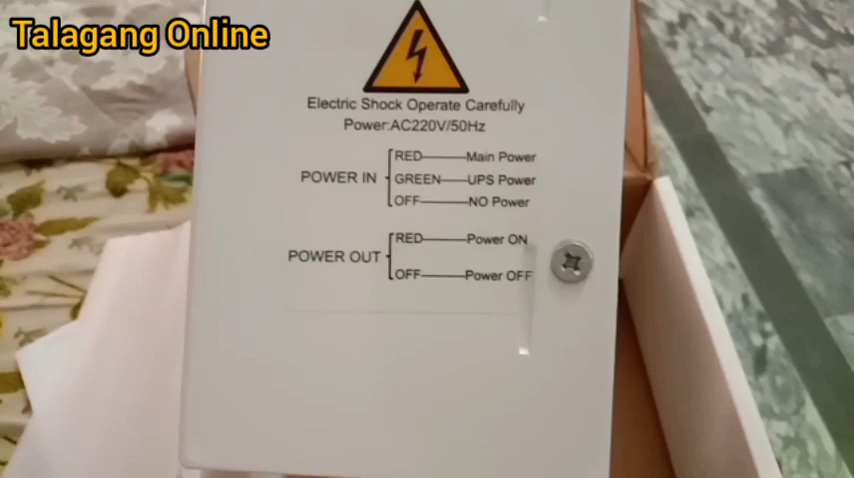 Talagang Online
Electric Shock Operate Carefully
Power:AC220V/50Hz
POWER IN
RED Main Power
GREEN UPS Power
OFF NO Power
POWER OUT
RED Power ON
OFF Power OFF